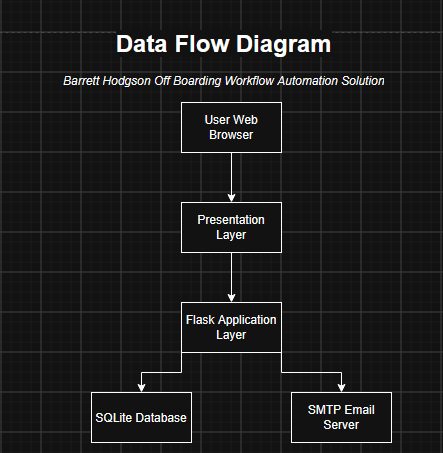 Data Flow Diagram
Barrett Hodgson Off Boarding Workflow Automation Solution
User Web
Browser
Presentation
Layer
Flask Application
Layer
SQLite Database
SMTP Email
Server